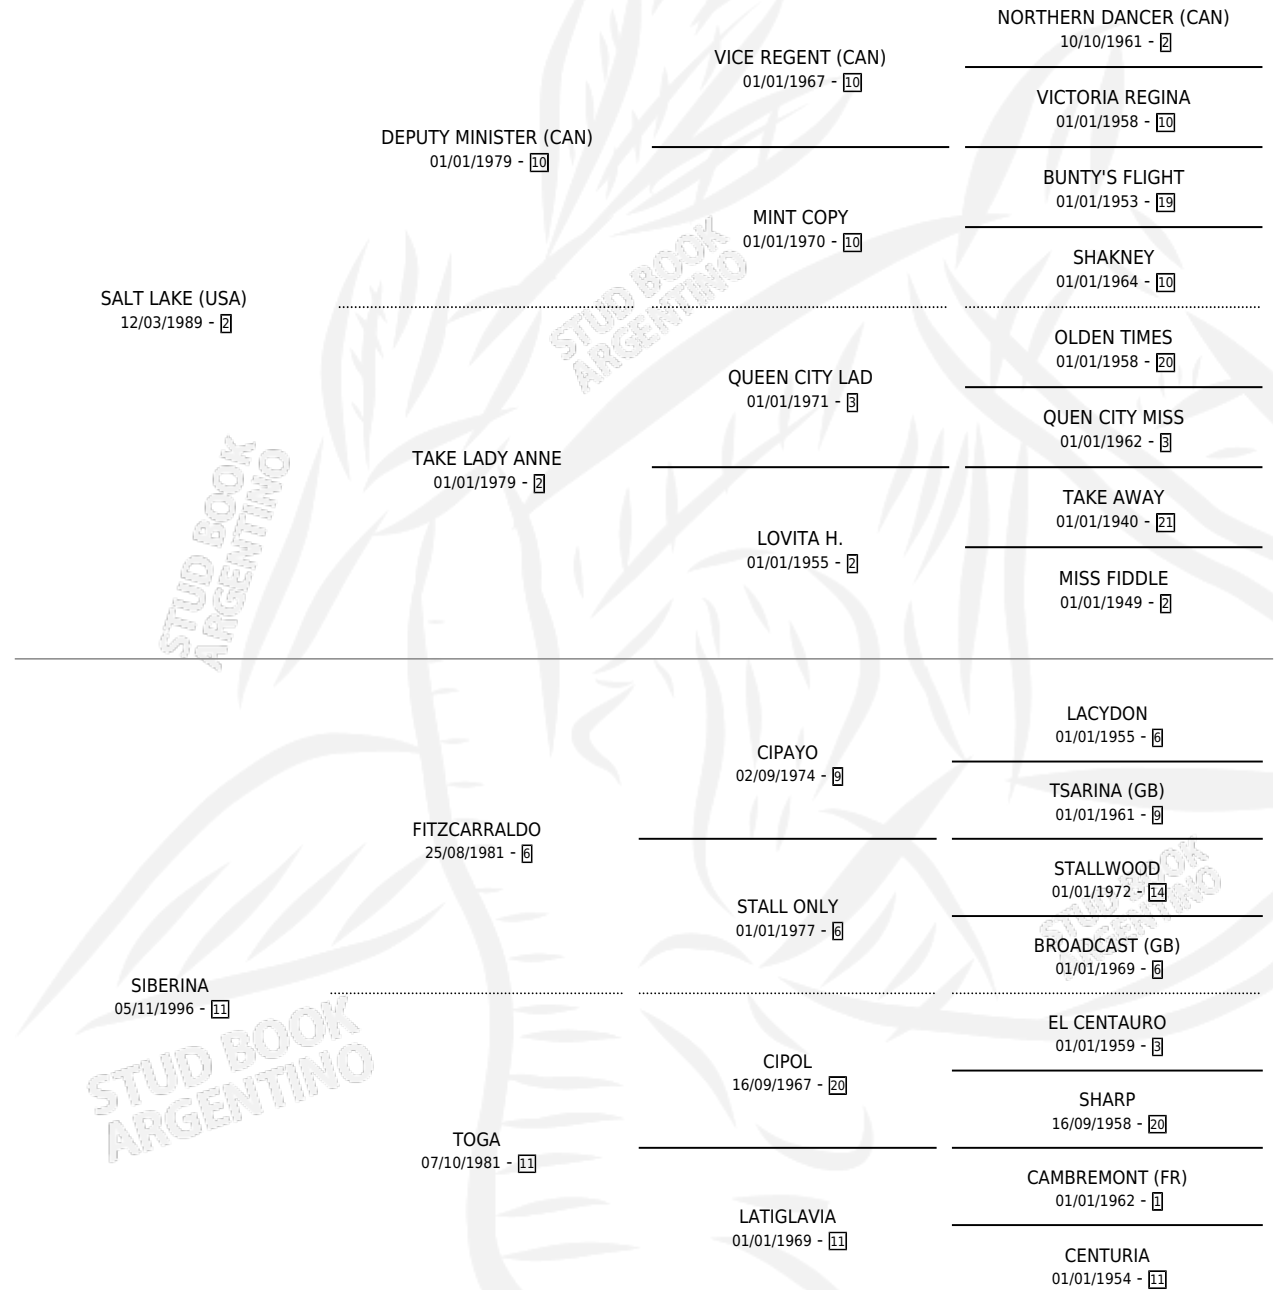 NORTHERN DANCER (CAN)
10/10/1961 - 2
VICE REGENT (CAN)
01/01/1967 - 10
VICTORIA REGINA
01/01/1958 - 10
DEPUTY MINISTER (CAN)
01/01/1979 - 10
BUNTY'S FLIGHT
01/01/1953 - 19
MINT COPY
01/01/1970 - 10
SHAKNEY
01/01/1964 - 10
SALT LAKE (USA)
12/03/1989 - 2
OLDEN TIMES
01/01/1958 - 20
QUEEN CITY LAD
01/01/1971 - 3
QUEN CITY MISS
01/01/1962 - 3
TAKE LADY ANNE
01/01/1979 - 2
TAKE AWAY
01/01/1940 - 21
LOVITA H.
01/01/1955 - 2
MISS FIDDLE
01/01/1949 - 2
STUD BOOK
ARGENTINO
STUD BOOK
ARGENTINO
LACYDON
01/01/1955 - 6
CIPAYO
02/09/1974 - 9
TSARINA (GB)
01/01/1961 - 9
FITZCARRALDO
25/08/1981 - 6
STALLWOOD
01/01/1972 - 14
STALL ONLY
01/01/1977 - 6
BROADCAST (GB)
01/01/1969 - 6
SIBERINA
05/11/1996 - 11
EL CENTAURO
01/01/1959 - 3
CIPOL
16/09/1967 - 20
SHARP
16/09/1958 - 20
TOGA
07/10/1981 - 11
CAMBREMONT (FR)
01/01/1962 - 1
LATIGLAVIA
01/01/1969 - 11
CENTURIA
01/01/1954 - 11
STUD BOOK
ARGENTINO
STUD BOOK
ARGENTINO